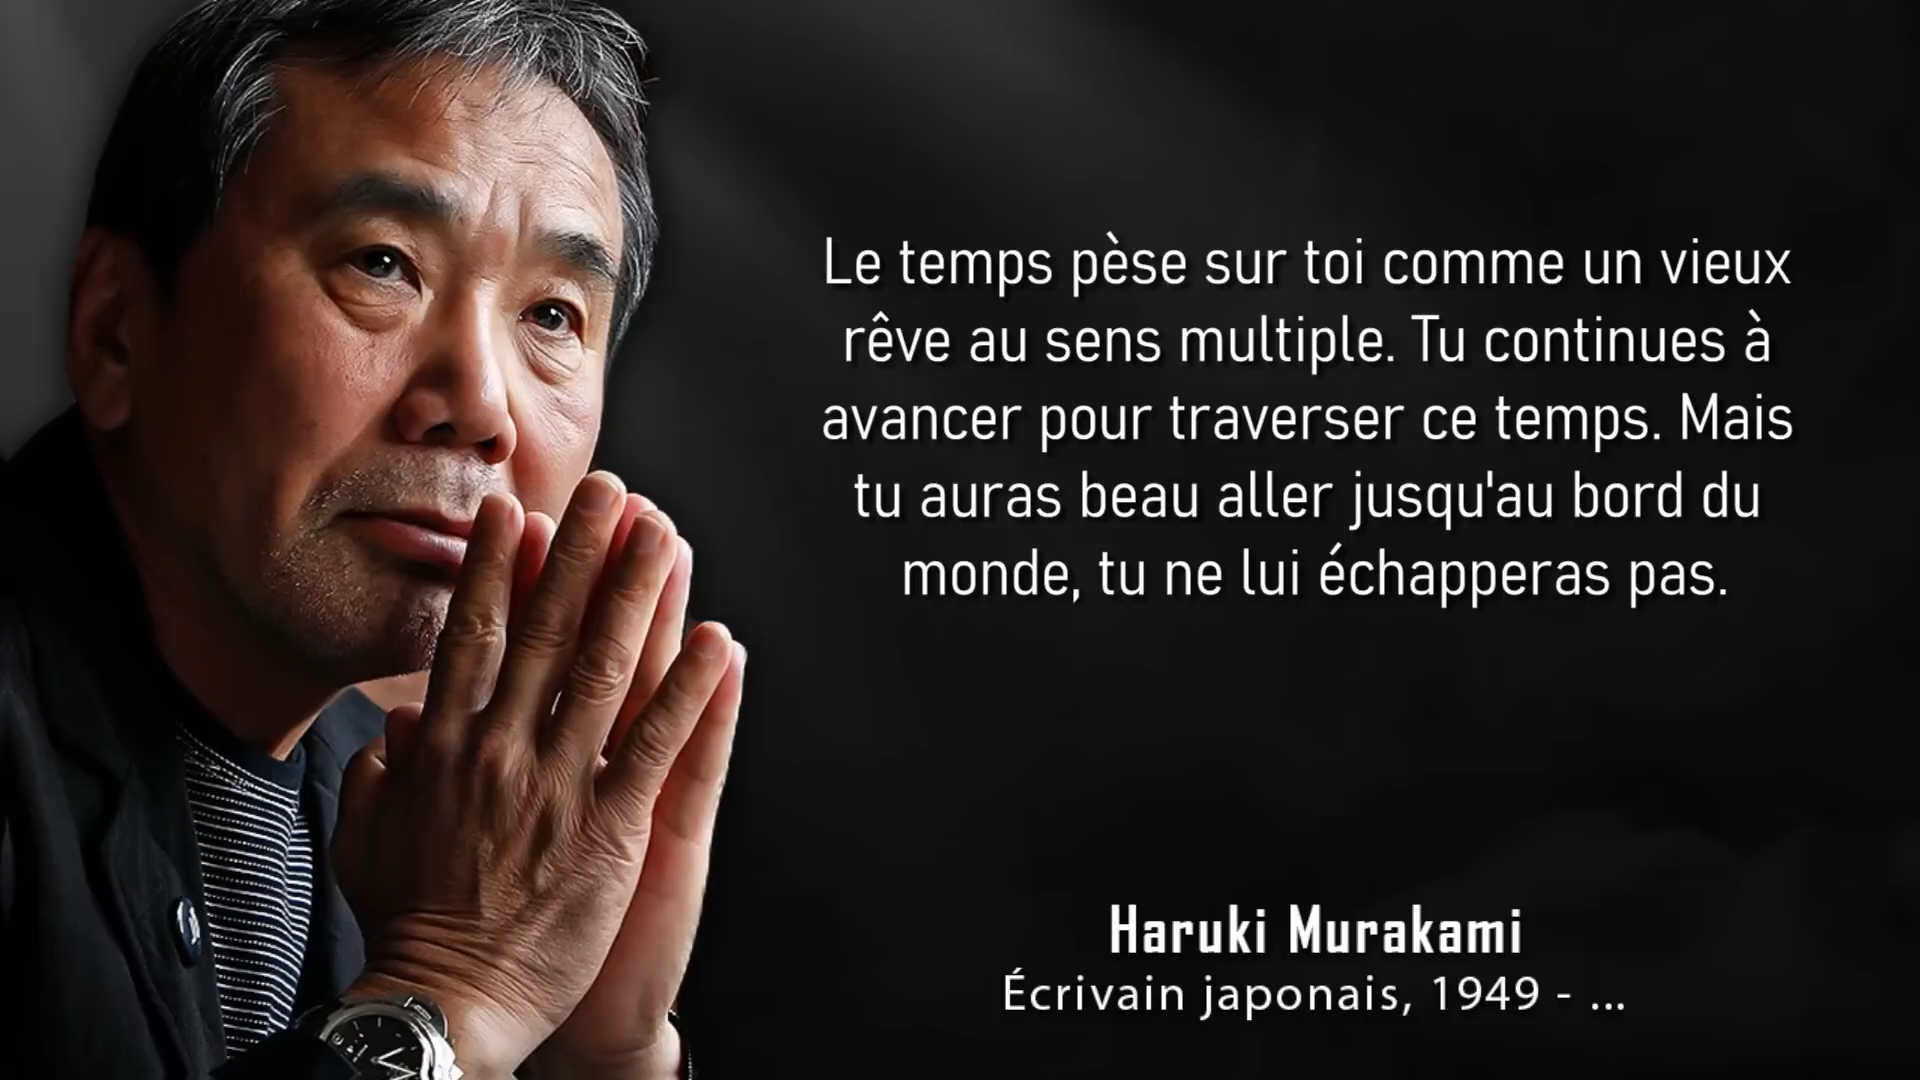 Le temps pèse sur toi comme un vieux
rêve au sens multiple. Tu continues à
avancer pour traverser ce temps. Mais
tu auras beau aller jusqu'au bord du
monde, tu ne lui échapperas pas.
Haruki Murakami
Écrivain japonais, 1949 - ...